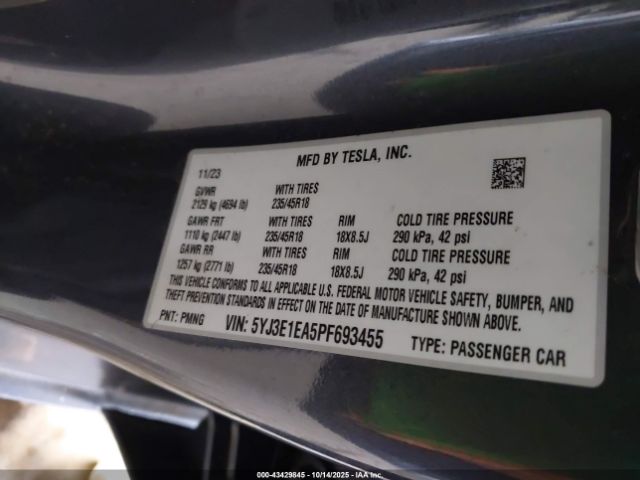 MFD BY TESLA, INC.
11/23
GVWR WITH TIRES
2129 kg (4694 lb) 235/45R18
GAWR FRT WITH TIRES RIM COLD TIRE PRESSURE
1110 kg (2447 lb) 235/45R18 18X8.5J 290 kPa, 42 psi
GAWR RR WITH TIRES RIM COLD TIRE PRESSURE
1257 kg (2771 lb) 235/45R18 18X8.5J 290 kPa, 42 psi
THIS VEHICLE CONFORMS TO ALL APPLICABLE U.S. FEDERAL MOTOR VEHICLE SAFETY, BUMPER, AND
THEFT PREVENTION STANDARDS IN EFFECT ON THE DATE OF MANUFACTURE SHOWN ABOVE.
PNT: PMNG VIN: 5YJ3E1EA5PF693455 TYPE: PASSENGER CAR
000-43429845 - 10/14/2025 - IAA Inc.